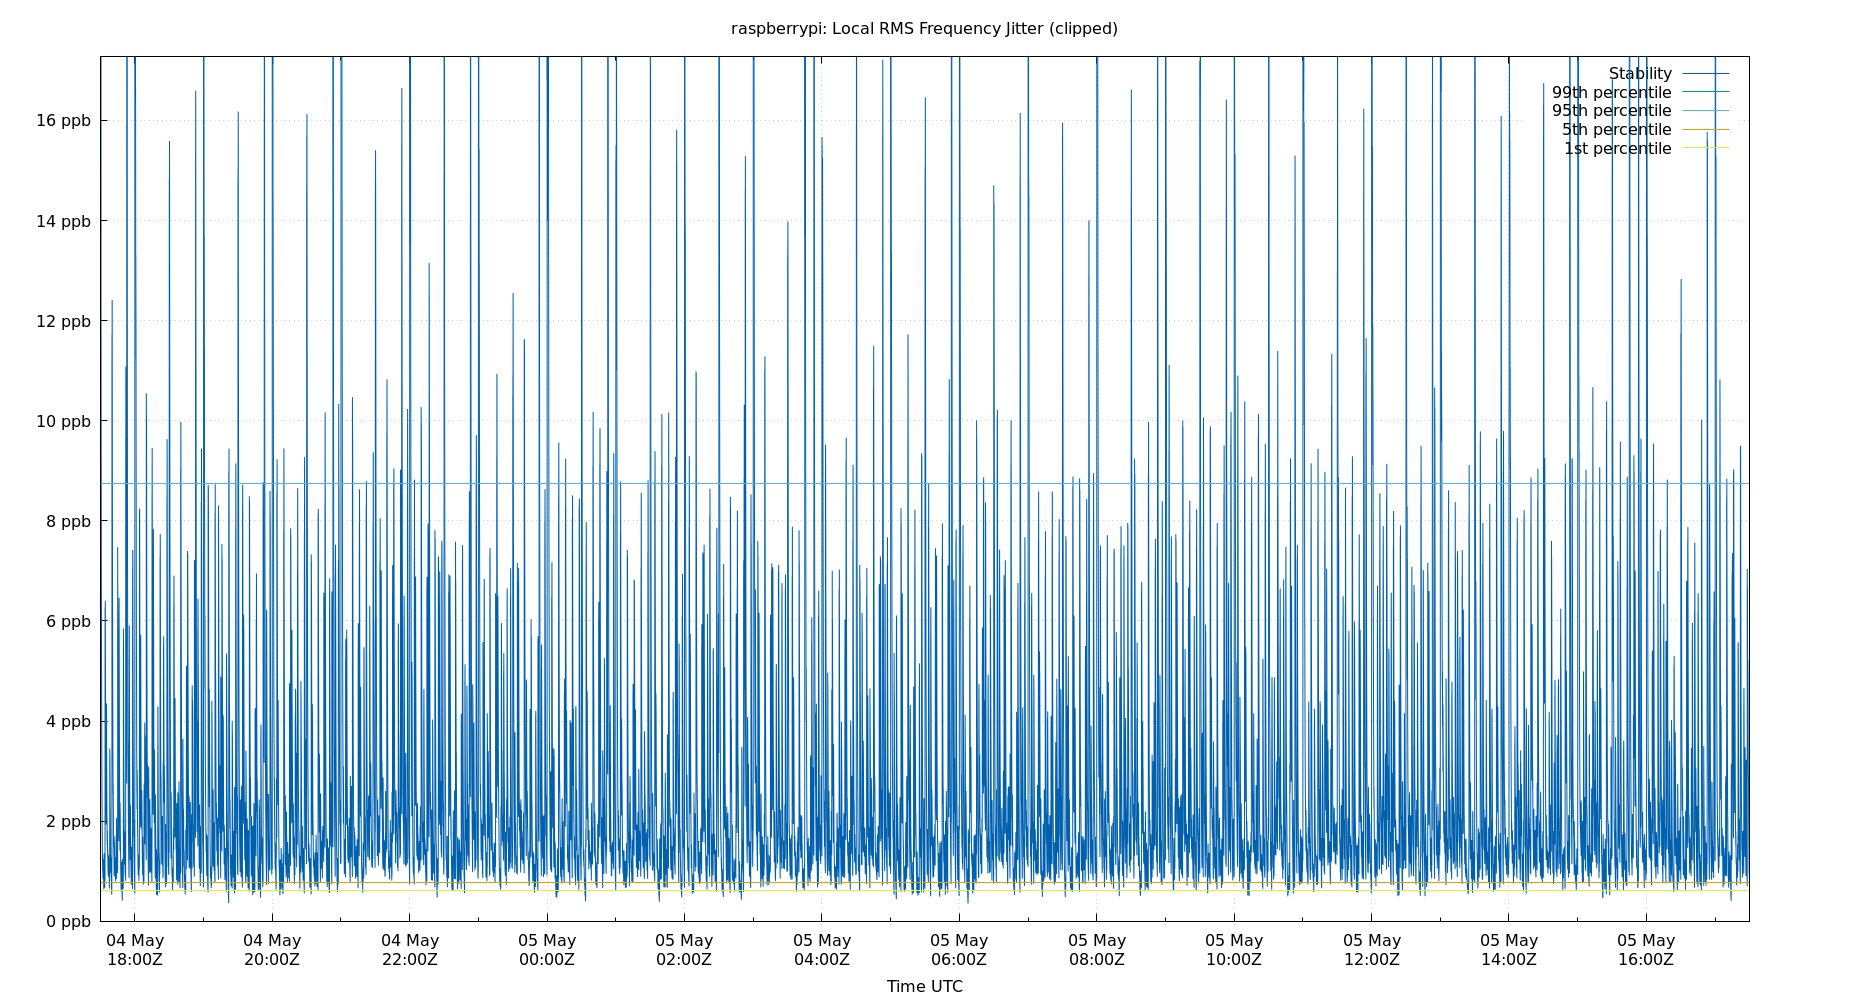 raspberrypi: Local RMS Frequency Jitter (clipped)
Stability
99th percentile
95th percentile
5th percentile
1st percentile
16 ppb
14 ppb
12 ppb
10 ppb
8 ppb
6 ppb
4 ppb
2 ppb
0 ppb
04 May 04 May 04 May 05 May 05 May 05 May 05 May 05 May 05 May 05 May 05 May 05 May
18:00Z 20:00Z 22:00Z 00:00Z 02:00Z 04:00Z 06:00Z 08:00Z 10:00Z 12:00Z 14:00Z 16:00Z
Time UTC